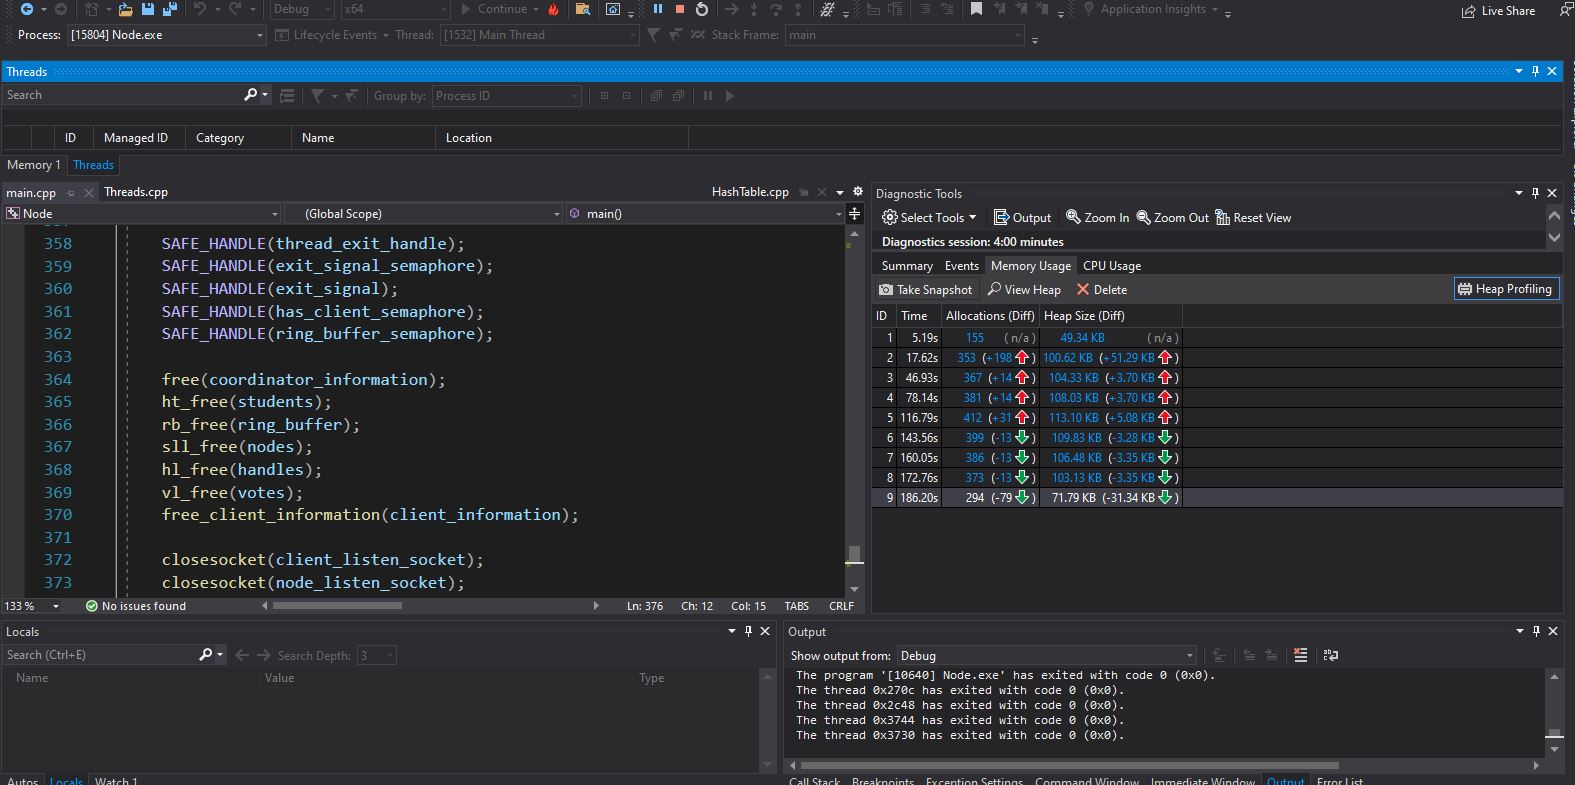 Debug x64 Continue Application Insights Live Share
Process: [15804] Node.exe Lifecycle Events Thread: [1532] Main Thread Stack Frame: main
Threads
Search Group by: Process ID
ID Managed ID Category Name Location
Memory 1 Threads
main.cpp Threads.cpp HashTable.cpp
Node (Global Scope) main()
358 SAFE_HANDLE(thread_exit_handle);
359 SAFE_HANDLE(exit_signal_semaphore);
360 SAFE_HANDLE(exit_signal);
361 SAFE_HANDLE(has_client_semaphore);
362 SAFE_HANDLE(ring_buffer_semaphore);
363
364 free(coordinator_information);
365 ht_free(students);
366 rb_free(ring_buffer);
367 sll_free(nodes);
368 hl_free(handles);
369 vl_free(votes);
370 free_client_information(client_information);
371
372 closesocket(client_listen_socket);
373 closesocket(node_listen_socket);
133 % No issues found Ln: 376 Ch: 12 Col: 15 TABS CRLF
Diagnostic Tools
Select Tools Output Zoom In Zoom Out Reset View
Diagnostics session: 4:00 minutes
Summary Events Memory Usage CPU Usage
Take Snapshot View Heap Delete Heap Profiling
ID Time Allocations (Diff) Heap Size (Diff)
1 5.19s 155 (n/a) 49.34 KB (n/a)
2 17.62s 353 (+198) 100.62 KB (+51.29 KB)
3 46.93s 367 (+14) 104.33 KB (+3.70 KB)
4 78.14s 381 (+14) 108.03 KB (+3.70 KB)
5 116.79s 412 (+31) 113.10 KB (+5.08 KB)
6 143.56s 399 (-13) 109.83 KB (-3.28 KB)
7 160.05s 386 (-13) 106.48 KB (-3.35 KB)
8 172.76s 373 (-13) 103.13 KB (-3.35 KB)
9 186.20s 294 (-79) 71.79 KB (-31.34 KB)
Locals
Search (Ctrl+E) Search Depth: 3
Name Value Type
Autos Locals Watch 1
Output
Show output from: Debug
The program '[10640] Node.exe' has exited with code 0 (0x0).
The thread 0x270c has exited with code 0 (0x0).
The thread 0x2c48 has exited with code 0 (0x0).
The thread 0x3744 has exited with code 0 (0x0).
The thread 0x3730 has exited with code 0 (0x0).
Call Stack Breakpoints Exception Settings Command Window Immediate Window Output Error List